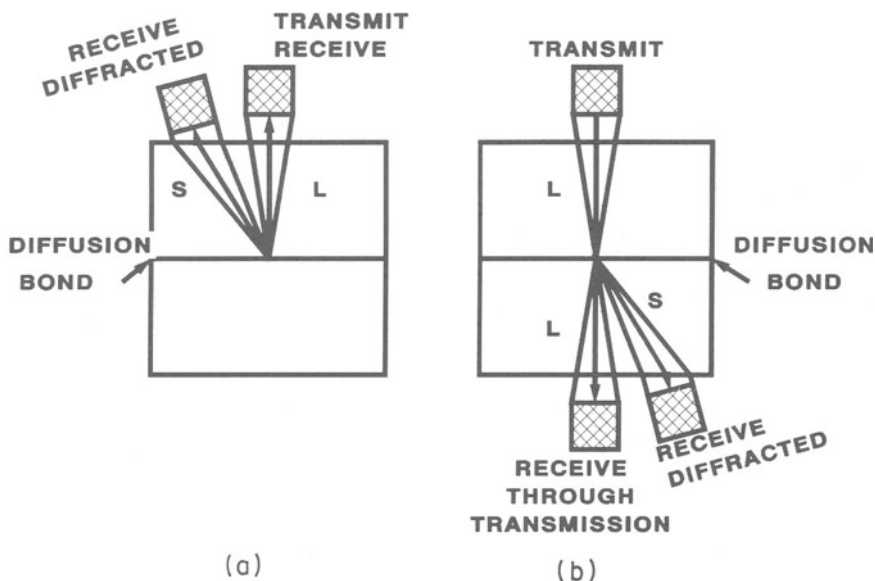 RECEIVE
DIFFRACTED
TRANSMIT
RECEIVE
S
L
DIFFUSION
BOND
(a)
TRANSMIT
L
DIFFUSION
BOND
S
L
RECEIVE
THROUGH
TRANSMISSION
RECEIVE
DIFFRACTED
(b)